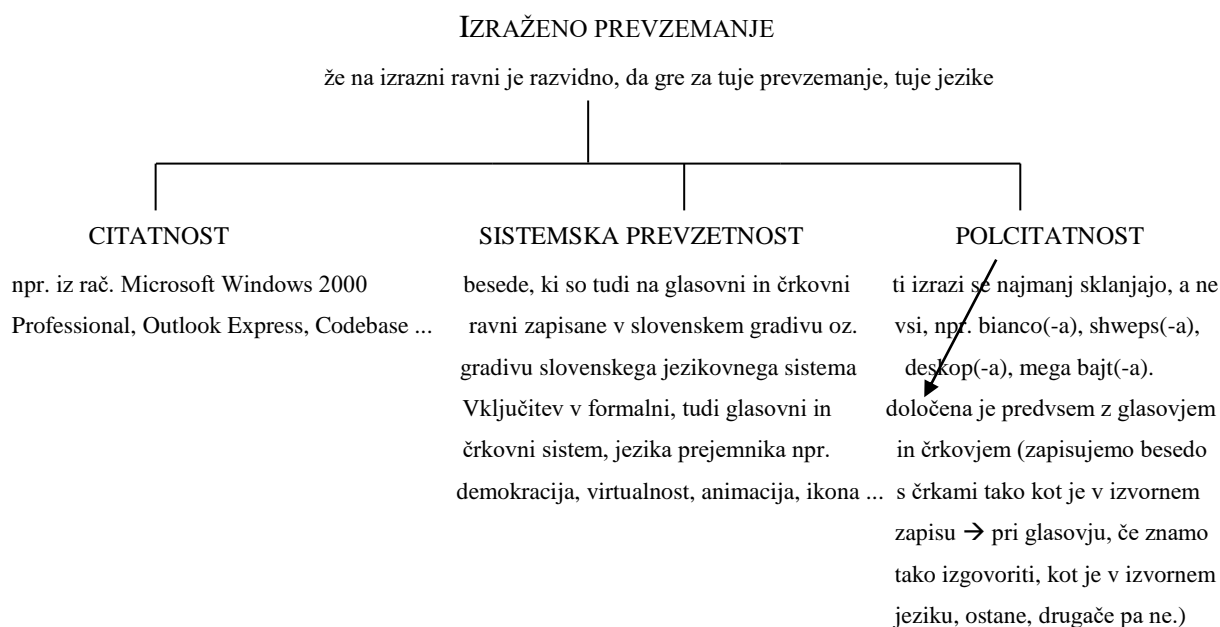 IZRAŽENO PREVZEMANJE
že na izrazni ravni je razvidno, da gre za tuje prevzemanje, tuje jezike
CITATNOST
npr. iz rač. Microsoft Windows 2000
Professional, Outlook Express, Codebase ...
SISTEMSKA PREVZETNOST
besede, ki so tudi na glasovni in črkovni
ravni zapisane v slovenskem gradivu oz.
gradivu slovenskega jezikovnega sistema
Vključitev v formalni, tudi glasovni in
črkovni sistem, jezika prejemnika npr.
demokracija, virtualnost, animacija, ikona ...
POLCITATNOST
ti izrazi se najmanj sklanjajo, a ne
vsi, npr. bianco(-a), shweps(-a),
deskop(-a), mega bajt(-a).
določena je predvsem z glasovjem
in črkovjem (zapisujemo besedo
s črkami tako kot je v izvornem
zapisu → pri glasovju, če znamo
tako izgovoriti, kot je v izvornem
jeziku, ostane, drugače pa ne.)